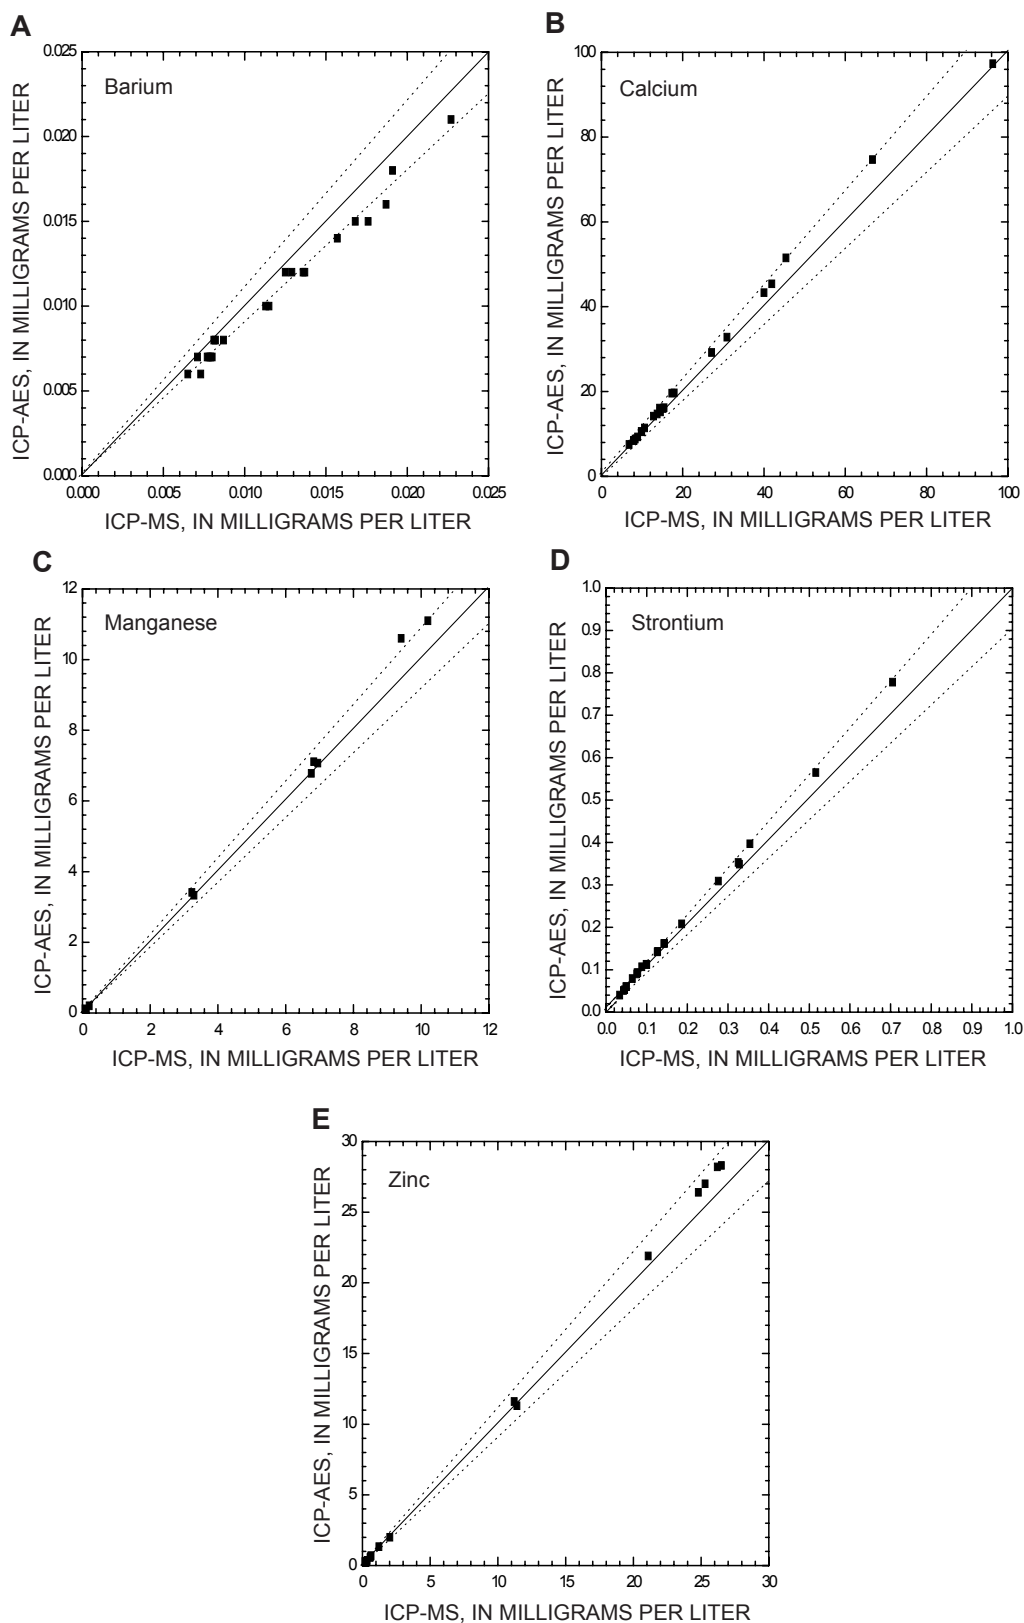 A
Barium
ICP-AES, IN MILLIGRAMS PER LITER
0.025
0.020
0.015
0.010
0.005
0.000
0.000 0.005 0.010 0.015 0.020 0.025
ICP-MS, IN MILLIGRAMS PER LITER
B
Calcium
ICP-AES, IN MILLIGRAMS PER LITER
100
80
60
40
20
0
0 20 40 60 80 100
ICP-MS, IN MILLIGRAMS PER LITER
C
Manganese
ICP-AES, IN MILLIGRAMS PER LITER
12
10
8
6
4
2
0
0 2 4 6 8 10 12
ICP-MS, IN MILLIGRAMS PER LITER
D
Strontium
ICP-AES, IN MILLIGRAMS PER LITER
1.0
0.9
0.8
0.7
0.6
0.5
0.4
0.3
0.2
0.1
0.0
0.0 0.1 0.2 0.3 0.4 0.5 0.6 0.7 0.8 0.9 1.0
ICP-MS, IN MILLIGRAMS PER LITER
E
Zinc
ICP-AES, IN MILLIGRAMS PER LITER
30
25
20
15
10
5
0
0 5 10 15 20 25 30
ICP-MS, IN MILLIGRAMS PER LITER